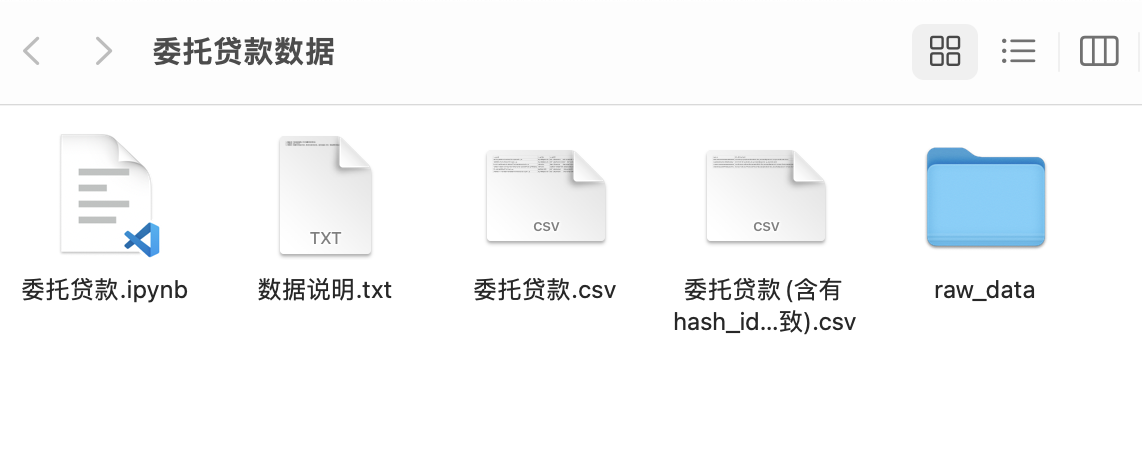 委托贷款数据
TXT
CSV
CSV
委托贷款.ipynb
数据说明.txt
委托贷款.csv
委托贷款 (含有
hash_id...致).csv
raw_data